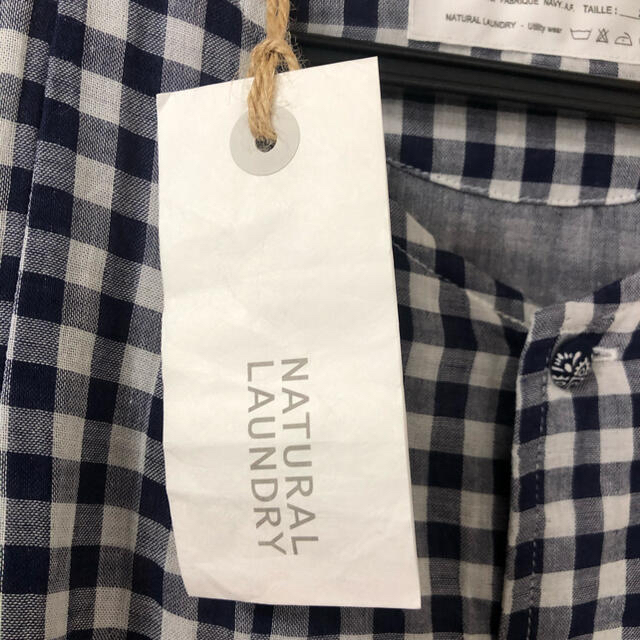 FABRIQUE NAVY TAILLE :
NATURAL LAUNDRY - Utility wear
NATURAL
LAUNDRY